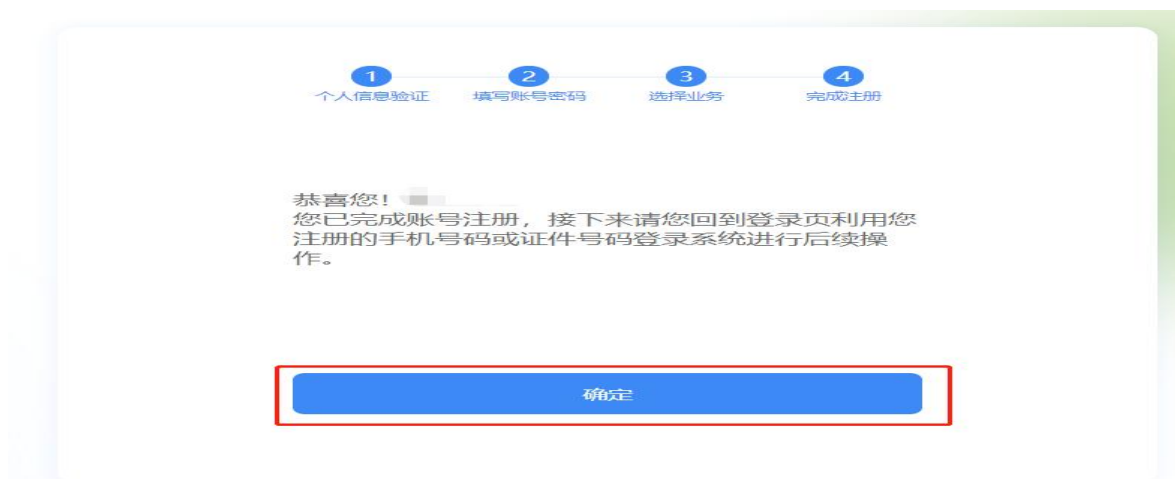 1 2 3 4
个人信息验证 填写账号密码 选择业务 完成注册
恭喜您!
您已完成账号注册，接下来请您回到登录页利用您
注册的手机号码或证件号码登录系统进行后续操
作。
确定